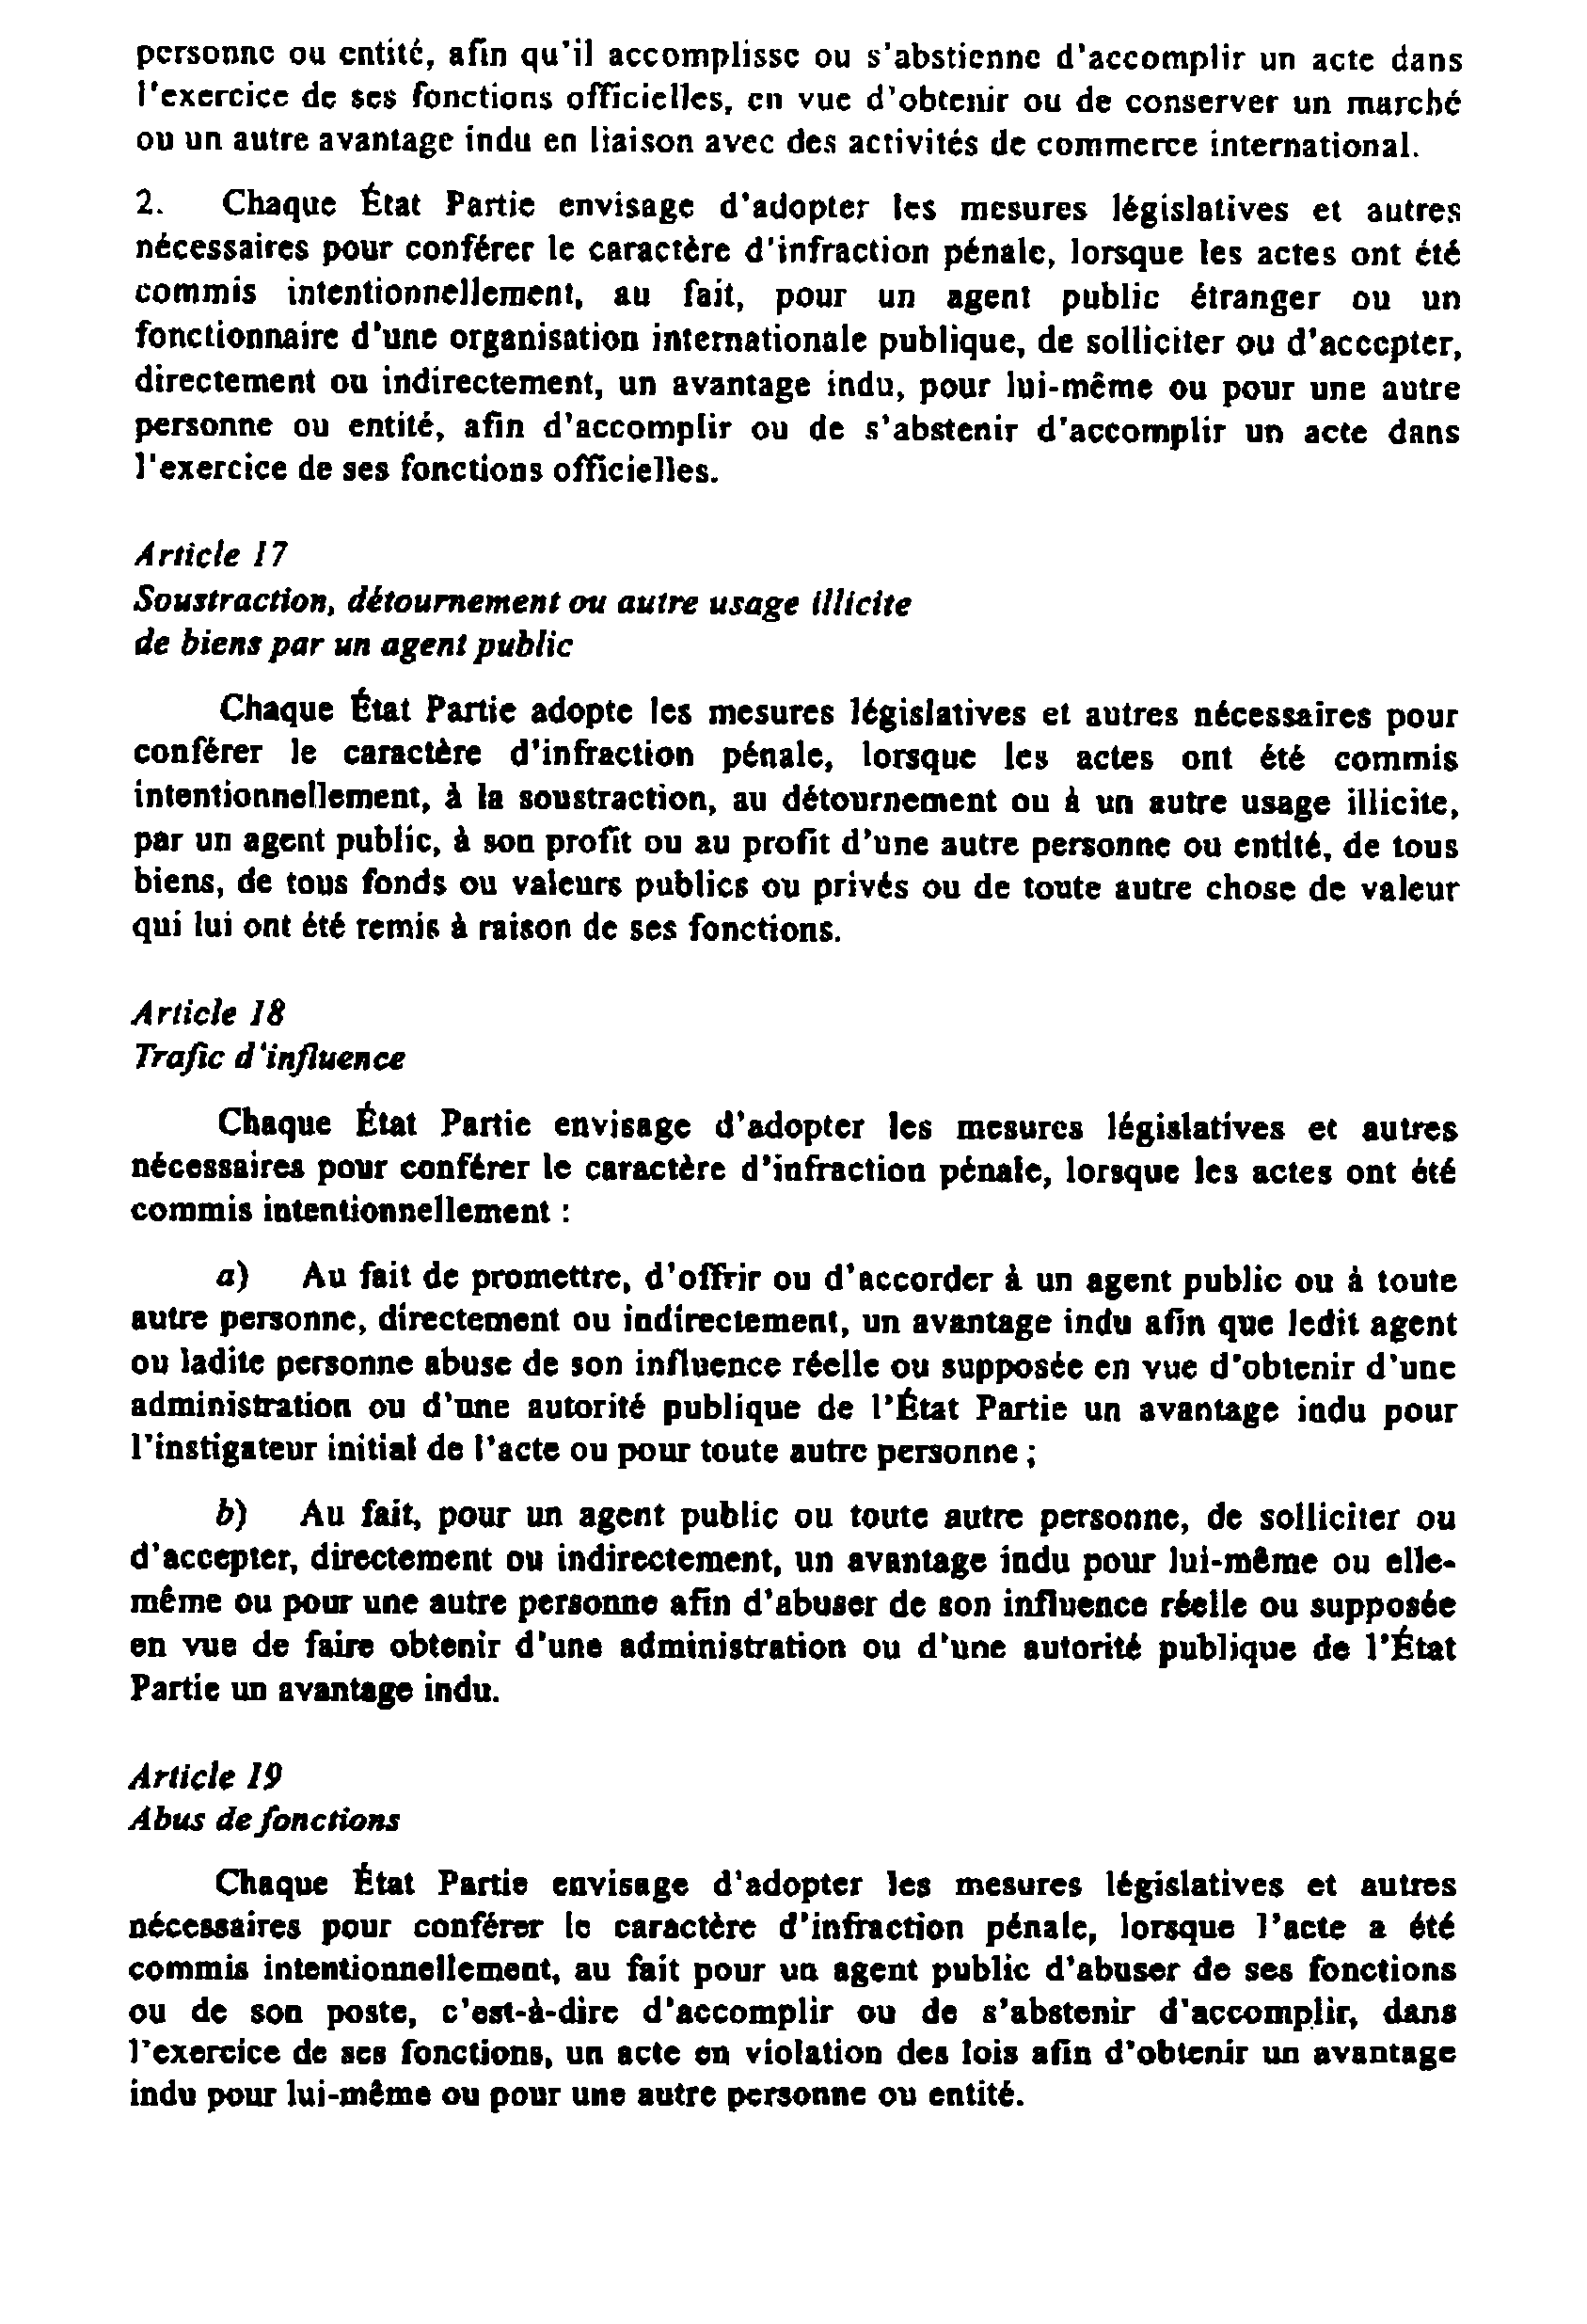 personne ou entité, afin qu'il accomplisse ou s'abstienne d'accomplir un acte dans
l'exercice de ses fonctions officielles, en vue d'obtenir ou de conserver un marché
ou un autre avantage indu en liaison avec des activités de commerce international.
2. Chaque État Partie envisage d'adopter les mesures législatives et autres
nécessaires pour conférer le caractère d'infraction pénale, lorsque les actes ont été
commis intentionnellement, au fait, pour un agent public étranger ou un
fonctionnaire d'une organisation internationale publique, de solliciter ou d'accepter,
directement ou indirectement, un avantage indu, pour lui-même ou pour une autre
personne ou entité, afin d'accomplir ou de s'abstenir d'accomplir un acte dans
l'exercice de ses fonctions officielles.
Article 17
Soustraction, détournement ou autre usage illicite
de biens par un agent public
Chaque État Partie adopte les mesures législatives et autres nécessaires pour
conférer le caractère d'infraction pénale, lorsque les actes ont été commis
intentionnellement, à la soustraction, au détournement ou à un autre usage illicite,
par un agent public, à son profit ou au profit d'une autre personne ou entité, de tous
biens, de tous fonds ou valeurs publics ou privés ou de toute autre chose de valeur
qui lui ont été remis à raison de ses fonctions.
Article 18
Trafic d'influence
Chaque État Partie envisage d'adopter les mesures législatives et autres
nécessaires pour conférer le caractère d'infraction pénale, lorsque les actes ont été
commis intentionnellement :
a) Au fait de promettre, d'offrir ou d'accorder à un agent public ou à toute
autre personne, directement ou indirectement, un avantage indu afin que ledit agent
ou ladite personne abuse de son influence réelle ou supposée en vue d'obtenir d'une
administration ou d'une autorité publique de l'État Partie un avantage indu pour
l'instigateur initial de l'acte ou pour toute autre personne ;
b) Au fait, pour un agent public ou toute autre personne, de solliciter ou
d'accepter, directement ou indirectement, un avantage indu pour lui-même ou elle-
même ou pour une autre personne afin d'abuser de son influence réelle ou supposée
en vue de faire obtenir d'une administration ou d'une autorité publique de l'État
Partie un avantage indu.
Article 19
Abus de fonctions
Chaque État Partie envisage d'adopter les mesures législatives et autres
nécessaires pour conférer le caractère d'infraction pénale, lorsque l'acte a été
commis intentionnellement, au fait pour un agent public d'abuser de ses fonctions
ou de son poste, c'est-à-dire d'accomplir ou de s'abstenir d'accomplir, dans
l'exercice de ses fonctions, un acte en violation des lois afin d'obtenir un avantage
indu pour lui-même ou pour une autre personne ou entité.